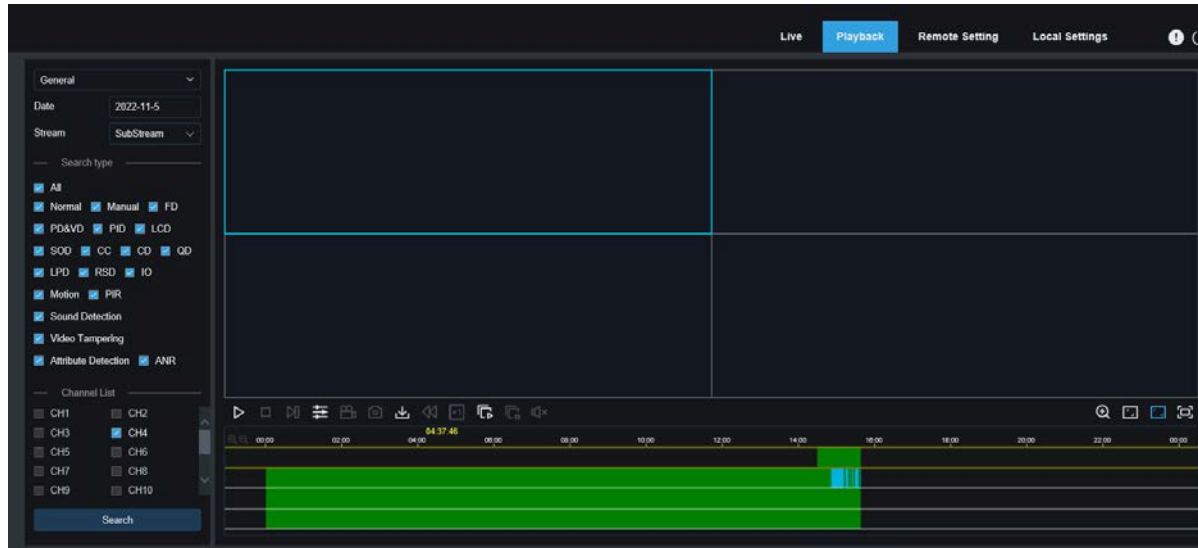 Live Playback Remote Setting Local Settings
General
Date 2022-11-5
Stream SubStream
Search type
All
Normal Manual FD
PD&VD PID LCD
SOD CC CD QD
LPD RSD IO
Motion PIR
Sound Detection
Video Tampering
Attribute Detection ANR
Channel List
CH1 CH2
CH3 CH4
CH5 CH6
CH7 CH8
CH9 CH10
Search
04:37:46
00:00 02:00 04:00 06:00 08:00 10:00 12:00 14:00 16:00 18:00 20:00 22:00 00:00